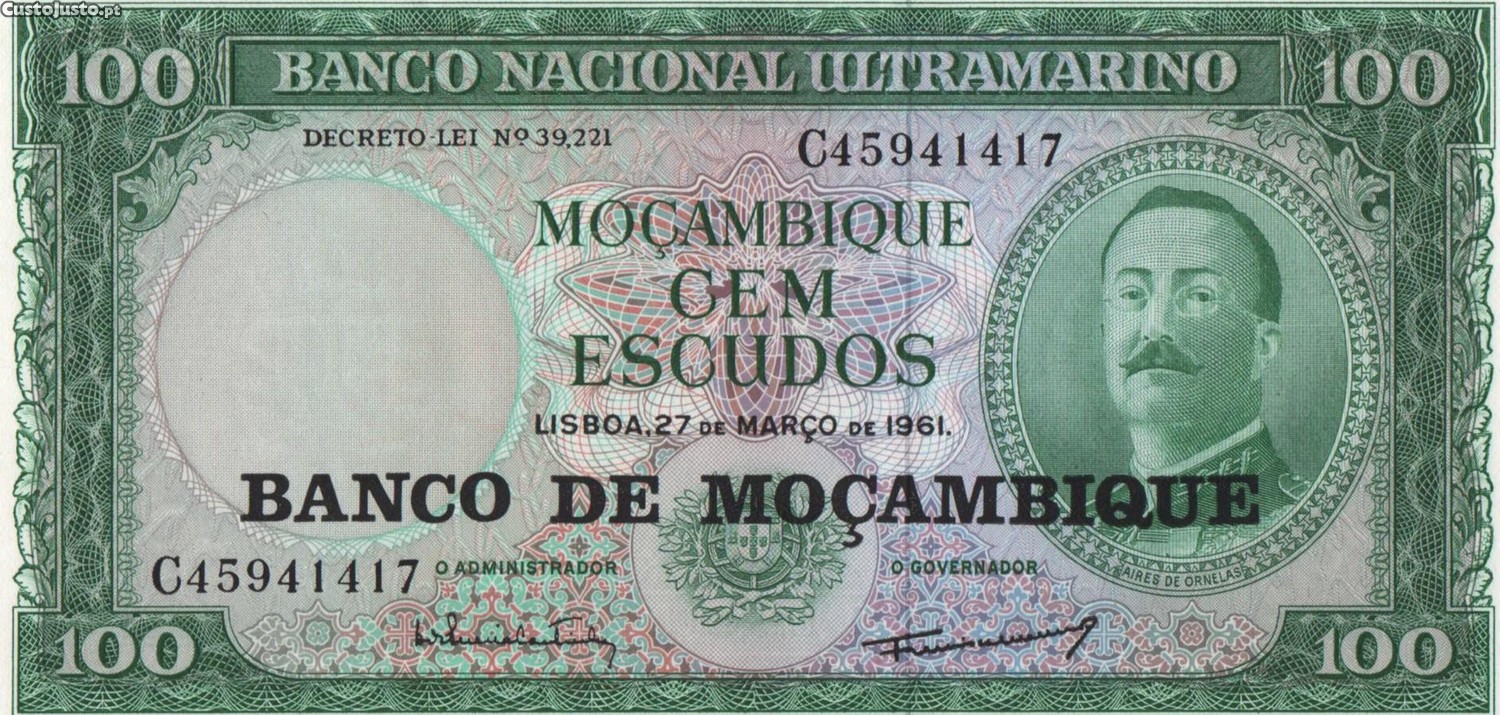 CustoJusto.pt
100 BANCO NACIONAL ULTRAMARINO 100
DECRETO-LEI Nº 39,221
C45941417
MOÇAMBIQUE
CEM
ESCUDOS
LISBOA, 27 DE MARÇO DE 1961.
BANCO DE MOÇAMBIQUE
C45941417
O ADMINISTRADOR
O GOVERNADOR
AIRES DE ORNELAS
100 100